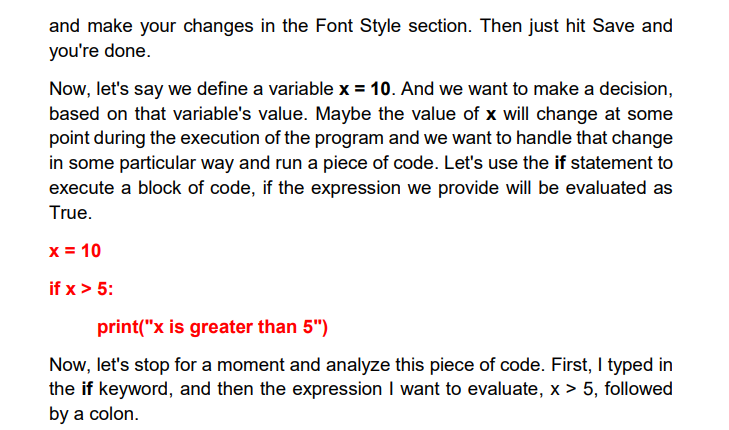 and make your changes in the Font Style section. Then just hit Save and
you're done.
Now, let's say we define a variable x = 10. And we want to make a decision,
based on that variable's value. Maybe the value of x will change at some
point during the execution of the program and we want to handle that change
in some particular way and run a piece of code. Let's use the if statement to
execute a block of code, if the expression we provide will be evaluated as
True.
x = 10
if x > 5:
print("x is greater than 5")
Now, let's stop for a moment and analyze this piece of code. First, I typed in
the if keyword, and then the expression I want to evaluate, x > 5, followed
by a colon.